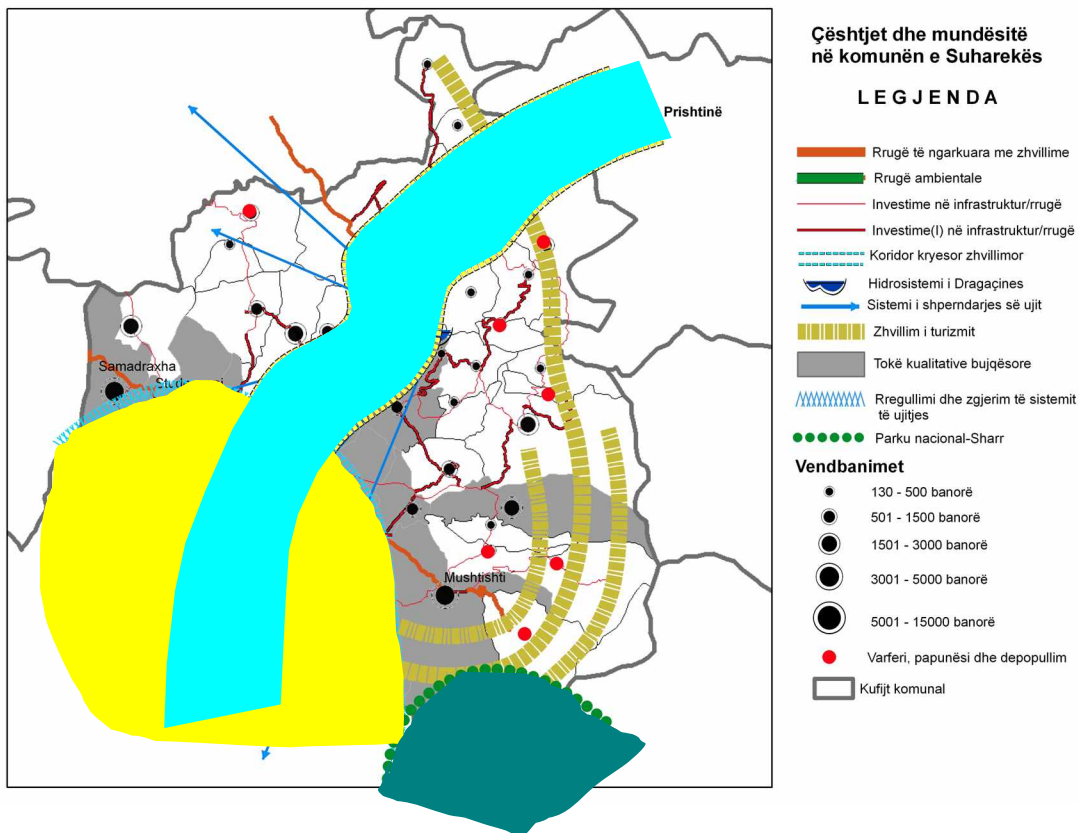 Çështjet dhe mundësitë
në komunën e Suharekës
L E G J E N D A
Rrugë të ngarkuara me zhvillime
Rrugë ambientale
Investime në infrastruktur/rrugë
Investime(I) në infrastruktur/rrugë
Koridor kryesor zhvillimor
Hidrosistemi i Dragaçines
Sistemi i shperndarjes së ujit
Zhvillim i turizmit
Tokë kualitative bujqësore
Rregullimi dhe zgjerim të sistemit
të ujitjes
Parku nacional-Sharr
Vendbanimet
130 - 500 banorë
501 - 1500 banorë
1501 - 3000 banorë
3001 - 5000 banorë
5001 - 15000 banorë
Varferi, papunësi dhe depopullim
Kufijt komunal
Prishtinë
Samadraxha
Mushtishti